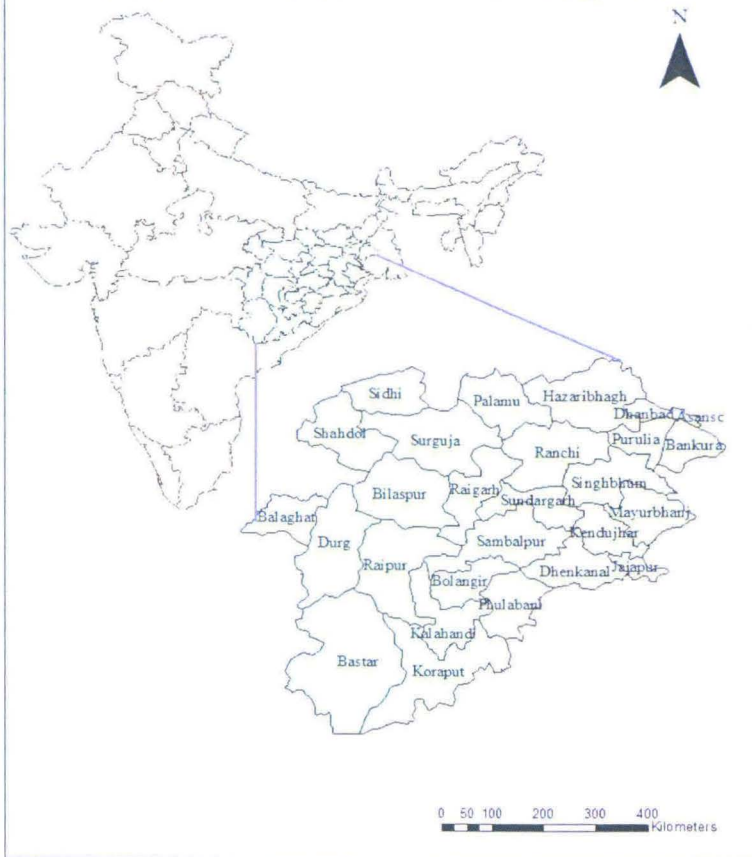 N
Sidhi
Palamu
Hazaribhagh
Dhanbad
Asansc
Shahdol
Surguja
Ranchi
Purulia
Bankura
Bilaspur
Raigarh
Sundargarh
Singhbhum
Balaghat
Mayurbhanj
Durg
Raipur
Sambalpur
Kendujhar
Bolangir
Dhenkanal
Jajapur
Phulabani
Kalahandi
Bastar
Koraput
0 50 100 200 300 400
Kilometers